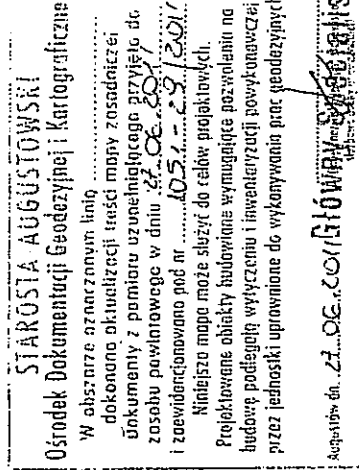 STAROSTA AUGUSTOWSKI
Ośrodek Dokumentacji Geodezyjnej i Kartograficzne
W obszarze oznaczonym linią ..........
dokonano aktualizacji treści mapy zasadniczej
Dokumenty z pomiaru uzupełniającego przyjęto do
zasobu powiatowego w dniu 27.06.2011
i zaewidencjonowano pod nr 1051-29/2011
Niniejsza mapa może służyć do celów projektowych.
Projektowane obiekty budowlane wymagające pozwolenia na
budowę podlegają wytyczeniu i inwentaryzacji powykonawczej
przez jednostki uprawnione do wykonywania prac geodezyjnych
Augustów dn. 27.06.2011 Główny Specjalis